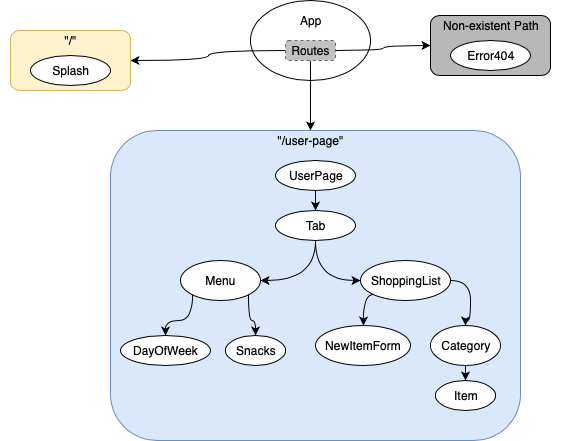 App
Routes
"/"
Splash
Non-existent Path
Error404
"/user-page"
UserPage
Tab
Menu
ShoppingList
DayOfWeek
Snacks
NewItemForm
Category
Item